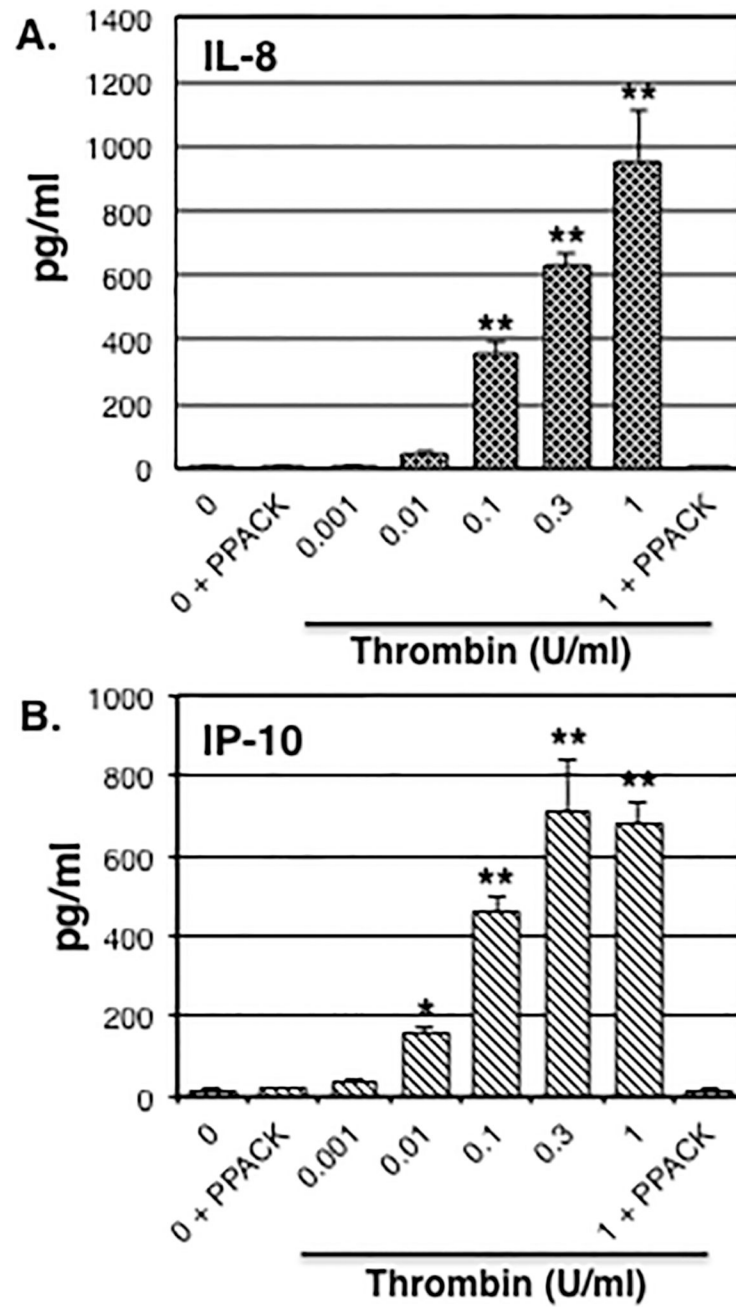 A.
IL-8
1400
1200
1000
800
600
400
200
0
pg/ml
**
**
**
0
0 + PPACK
0.001
0.01
0.1
0.3
1
1 + PPACK
Thrombin (U/ml)
B.
IP-10
1000
800
600
400
200
0
pg/ml
*
**
**
**
0
0 + PPACK
0.001
0.01
0.1
0.3
1
1 + PPACK
Thrombin (U/ml)